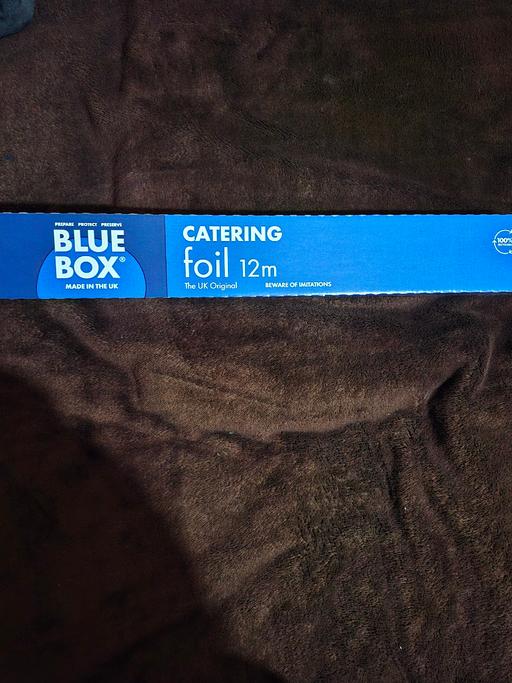 PREPARE PROTECT PRESERVE
BLUE
BOX®
MADE IN THE UK
CATERING
foil 12m
The UK Original BEWARE OF IMITATIONS
100%